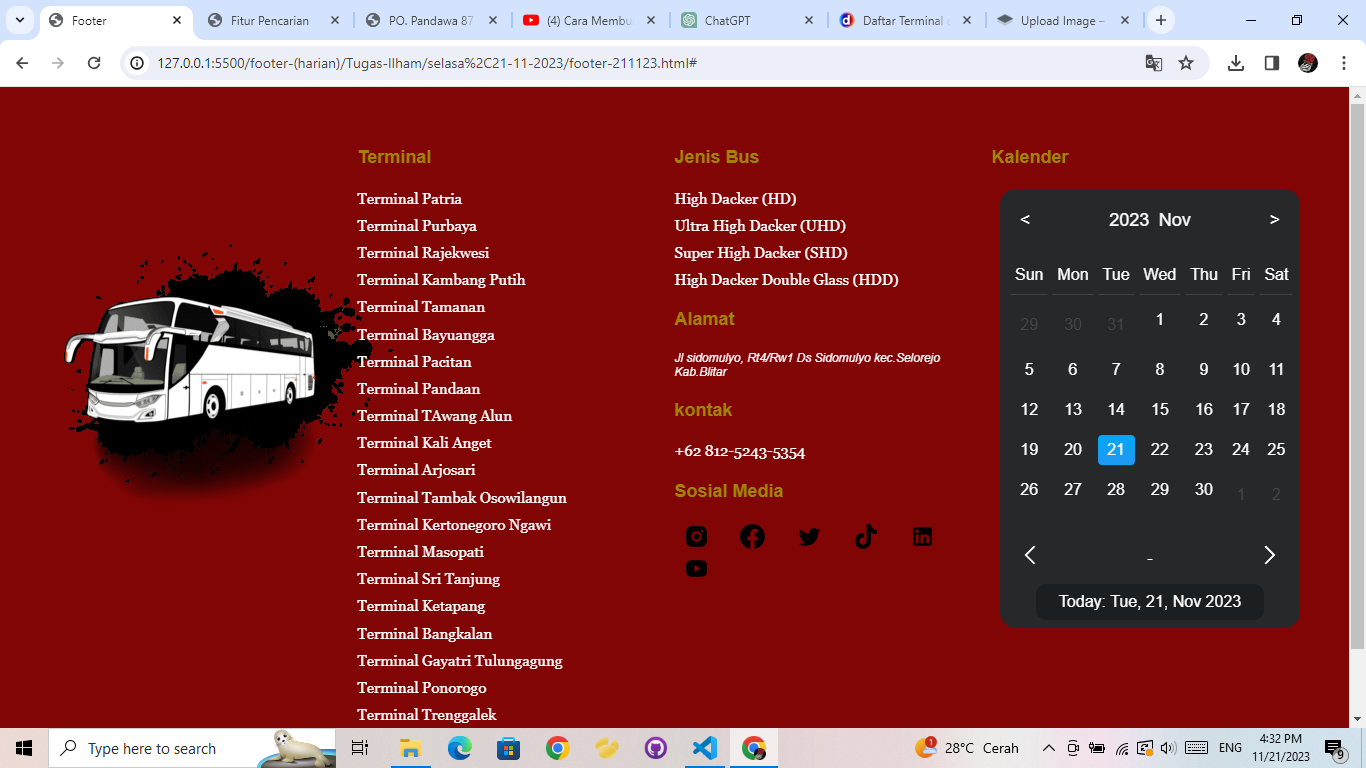 Footer
Fitur Pencarian
PO. Pandawa 87
(4) Cara Membu
ChatGPT
Daftar Terminal
Upload Image –
127.0.0.1:5500/footer-(harian)/Tugas-Ilham/selasa%2C21-11-2023/footer-211123.html#
Terminal
Terminal Patria
Terminal Purbaya
Terminal Rajekwesi
Terminal Kambang Putih
Terminal Tamanan
Terminal Bayuangga
Terminal Pacitan
Terminal Pandaan
Terminal TAwang Alun
Terminal Kali Anget
Terminal Arjosari
Terminal Tambak Osowilangun
Terminal Kertonegoro Ngawi
Terminal Masopati
Terminal Sri Tanjung
Terminal Ketapang
Terminal Bangkalan
Terminal Gayatri Tulungagung
Terminal Ponorogo
Terminal Trenggalek
Jenis Bus
High Dacker (HD)
Ultra High Dacker (UHD)
Super High Dacker (SHD)
High Dacker Double Glass (HDD)
Alamat
Jl sidomulyo, Rt4/Rw1 Ds Sidomulyo kec.Selorejo
Kab.Blitar
kontak
+62 812-5243-5354
Sosial Media
Kalender
< 2023 Nov >
Sun Mon Tue Wed Thu Fri Sat
29 30 31 1 2 3 4
5 6 7 8 9 10 11
12 13 14 15 16 17 18
19 20 21 22 23 24 25
26 27 28 29 30 1 2
-
Today: Tue, 21, Nov 2023
Type here to search
1
28°C Cerah
ENG
4:32 PM
11/21/2023
9